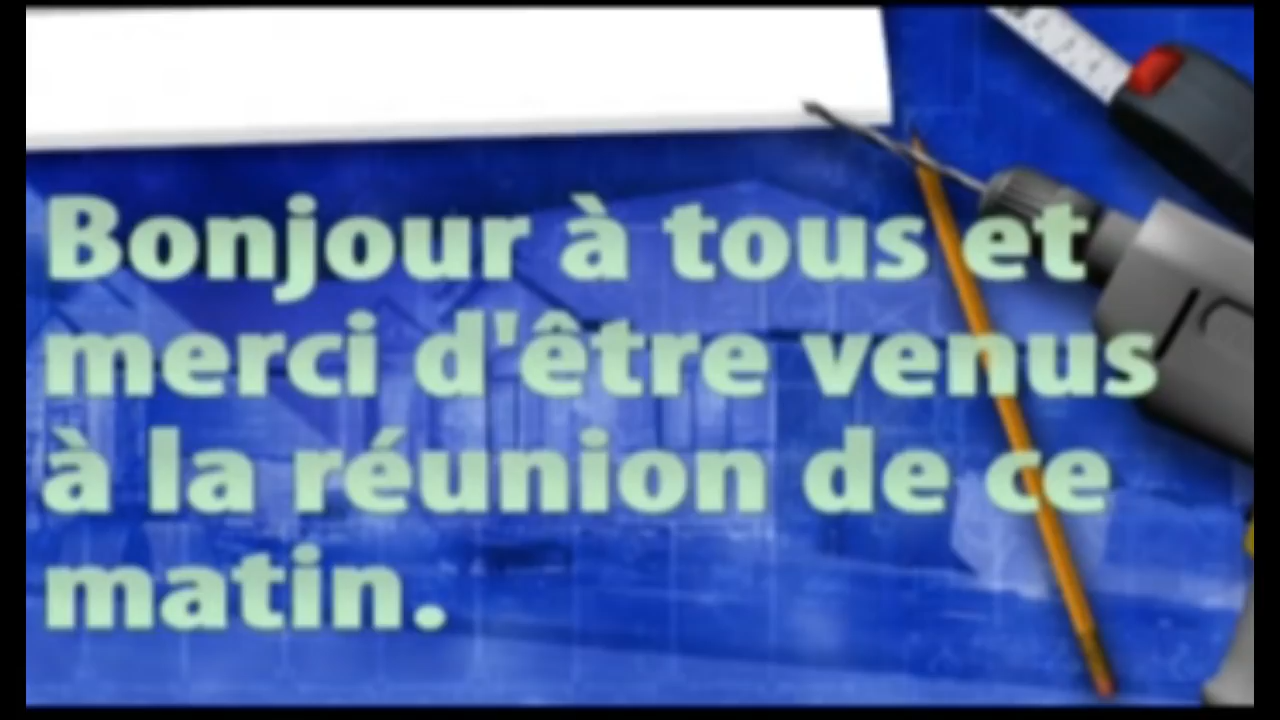 Bonjour à tous et
merci d'être venus
à la réunion de ce
matin.